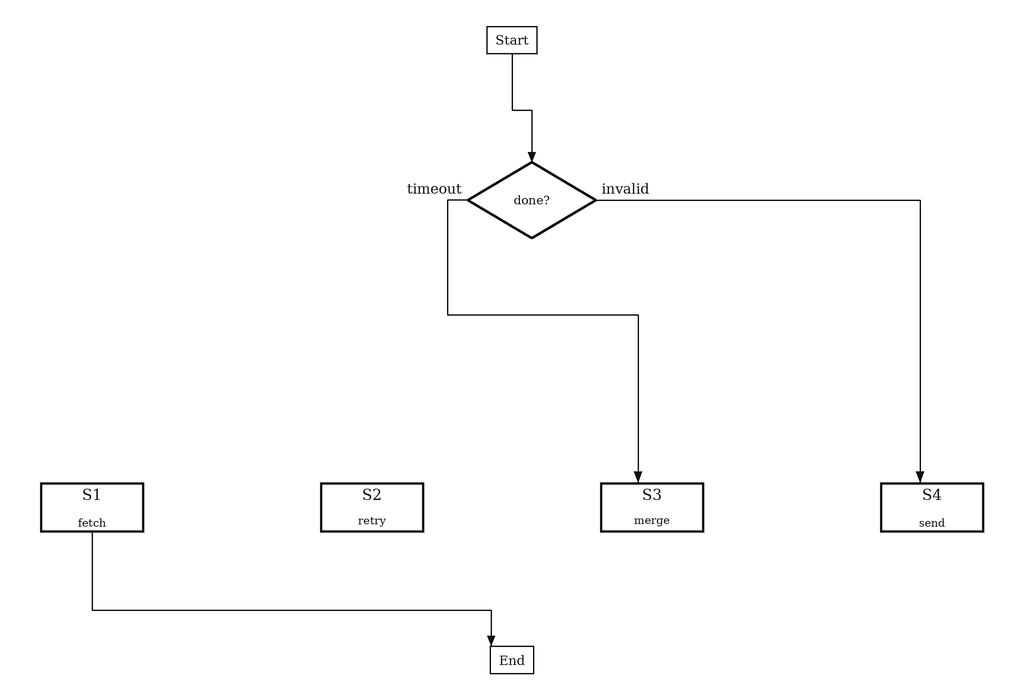 Start
timeout
invalid
done?
S1
fetch
S2
retry
S3
merge
S4
send
End